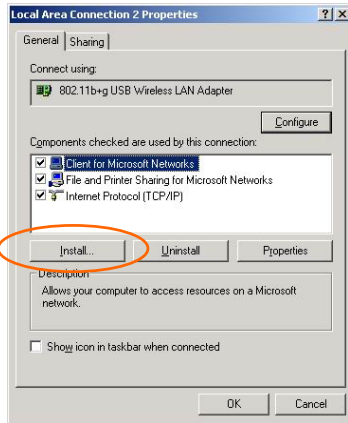 Local Area Connection 2 Properties
General Sharing
Connect using:
802.11b+g USB Wireless LAN Adapter
Configure
Components checked are used by this connection:
Client for Microsoft Networks
File and Printer Sharing for Microsoft Networks
Internet Protocol (TCP/IP)
Install... Uninstall Properties
Description
Allows your computer to access resources on a Microsoft
network.
Show icon in taskbar when connected
OK Cancel